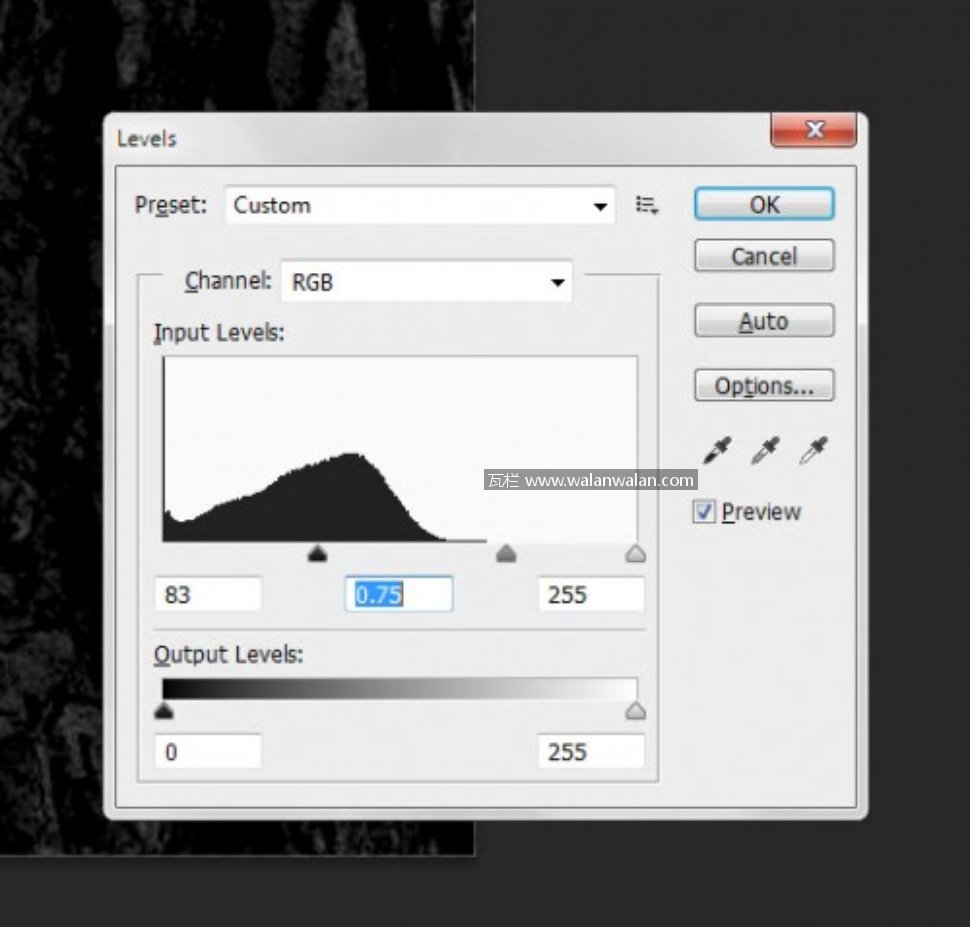 Levels
Preset: Custom
OK
Cancel
Channel: RGB
Auto
Input Levels:
Options...
瓦栏 www.walanwalan.com
Preview
83 0.75 255
Output Levels:
0 255